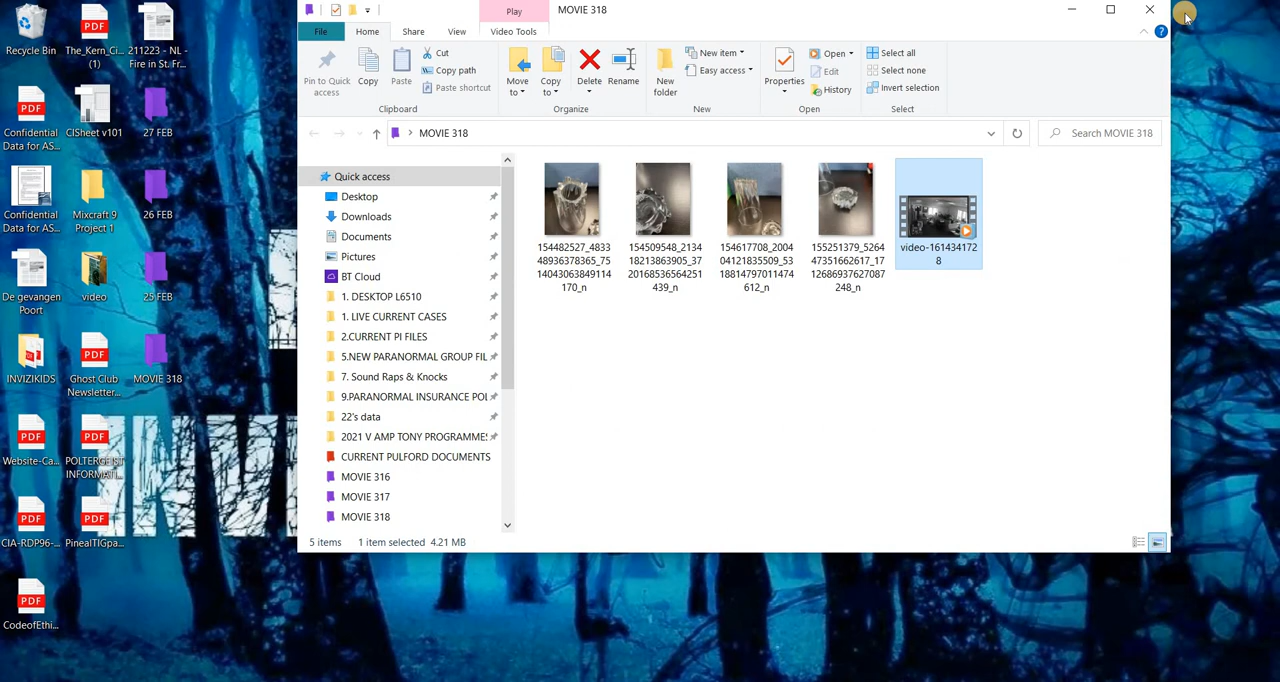 Play
MOVIE 318
File
Home
Share
View
Video Tools
Pin to Quick
access
Copy
Paste
Cut
Copy path
Paste shortcut
Clipboard
Move
to
Copy
to
Delete
Rename
Organize
New
folder
New item
Easy access
New
Properties
Open
Edit
History
Open
Select all
Select none
Invert selection
Select
MOVIE 318
Search MOVIE 318
Quick access
Desktop
Downloads
Documents
Pictures
BT Cloud
1. DESKTOP L6510
1. LIVE CURRENT CASES
2.CURRENT PI FILES
5.NEW PARANORMAL GROUP FIL
7. Sound Raps & Knocks
9.PARANORMAL INSURANCE POL
22's data
2021 V AMP TONY PROGRAMMES
CURRENT PULFORD DOCUMENTS
MOVIE 316
MOVIE 317
MOVIE 318
154482527_4833
48936378365_75
14043063849114
170_n
154509548_2134
18213863905_37
20168536564251
439_n
154617708_2004
04121835509_53
18814797011474
612_n
155251379_5264
47351662617_17
12686937627087
248_n
video-161434172
8
5 items
1 item selected 4.21 MB
Recycle Bin
PDF
The_Kern_Ci...
(1)
211223 - NL -
Fire in St. Fr...
PDF
Confidential
Data for AS...
CISheet v101
27 FEB
Confidential
Data for AS...
Mixcraft 9
Project 1
26 FEB
De gevangen
Poort
video
25 FEB
INVIZIKIDS
PDF
Ghost Club
Newsletter...
MOVIE 318
PDF
Website-Ca...
PDF
POLTERGEIST
INFORMATI...
PDF
CIA-RDP96-...
PDF
PinealTIGpa...
PDF
CodeofEthi...